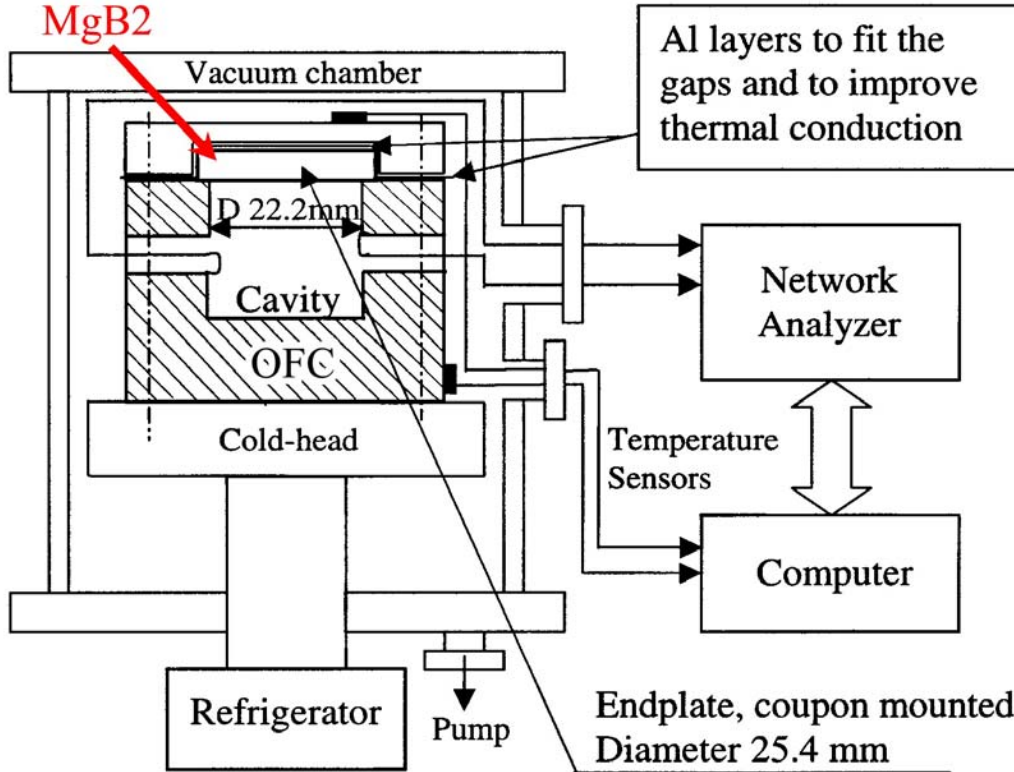 MgB2
Vacuum chamber
Al layers to fit the
gaps and to improve
thermal conduction
D 22.2mm
Cavity
OFC
Network
Analyzer
Cold-head
Temperature
Sensors
Computer
Refrigerator
Pump
Endplate, coupon mounted
Diameter 25.4 mm